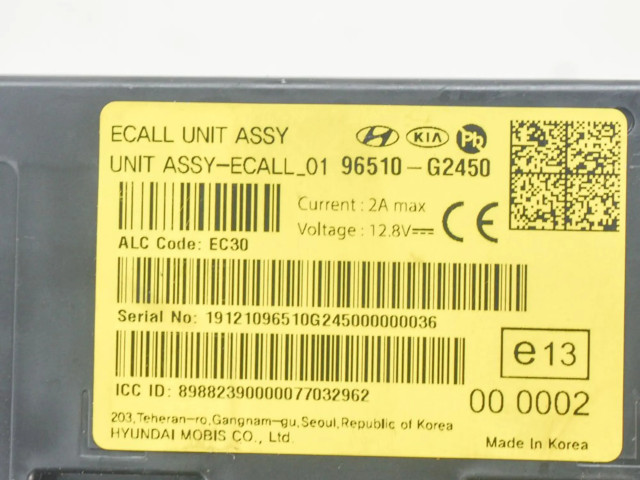 ECALL UNIT ASSY KIA Pb
UNIT ASSY-ECALL_01 96510-G2450
Current : 2A max
Voltage : 12.8V CE
ALC Code: EC30
Serial No: 19121096510G245000000036
e13
ICC ID: 89882390000077032962
00 0002
203,Teheran-ro,Gangnam-gu,Seoul,Republic of Korea
HYUNDAI MOBIS CO., Ltd.
Made In Korea